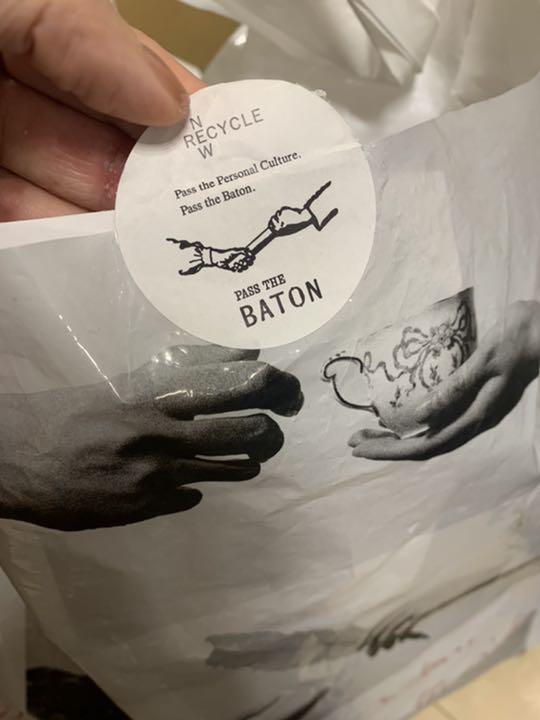 N
RECYCLE
W
Pass the Personal Culture.
Pass the Baton.
PASS THE
BATON